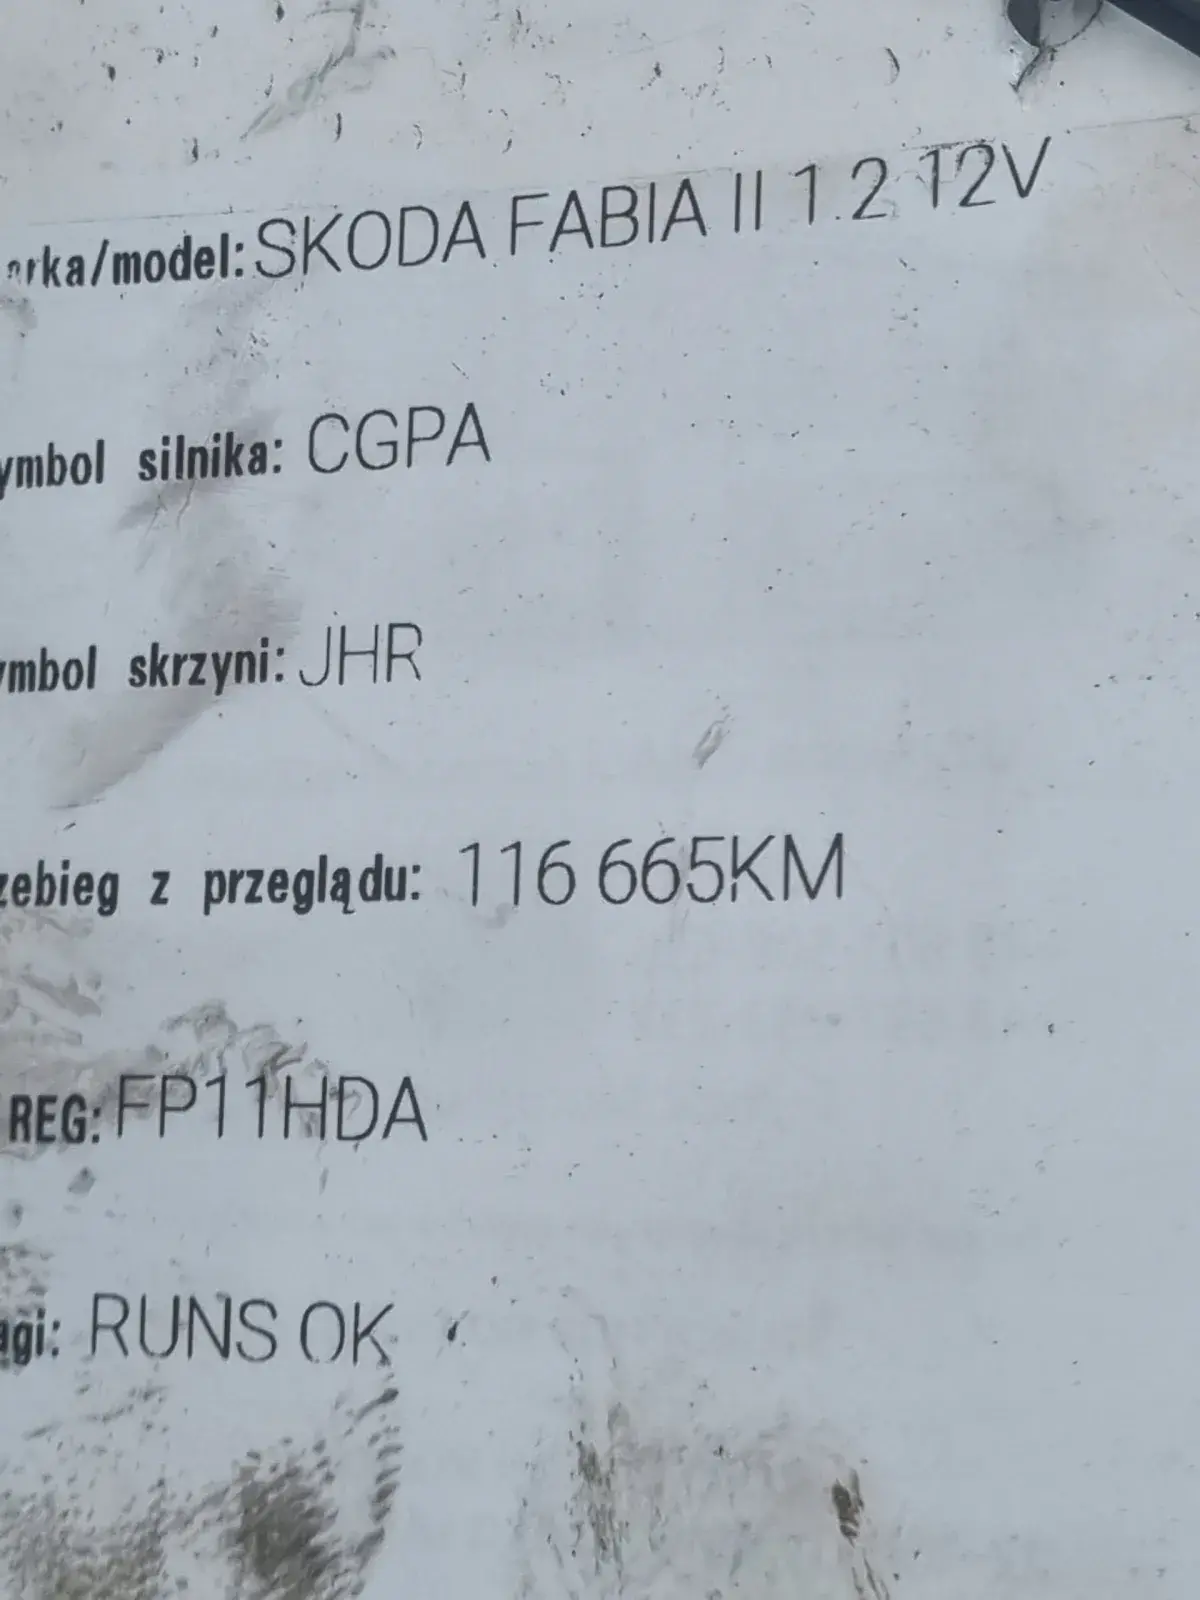 arka/model: SKODA FABIA II 1.2 12V
ymbol silnika: CGPA
ymbol skrzyni: JHR
zebieg z przeglądu: 116 665KM
REG: FP11HDA
agi: RUNS OK